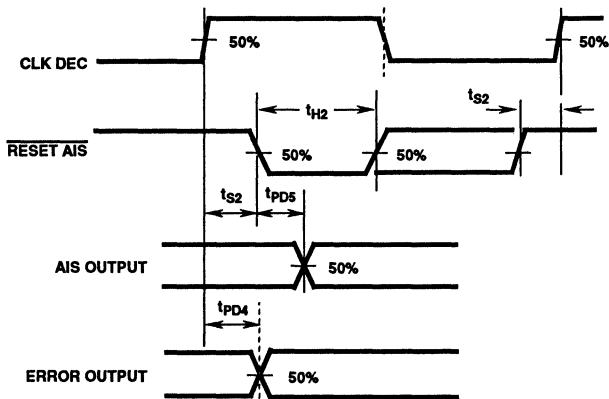 CLK DEC
50%
50%
tH2
tS2
RESET AIS
50%
50%
50%
tS2
tPD5
AIS OUTPUT
50%
tPD4
ERROR OUTPUT
50%